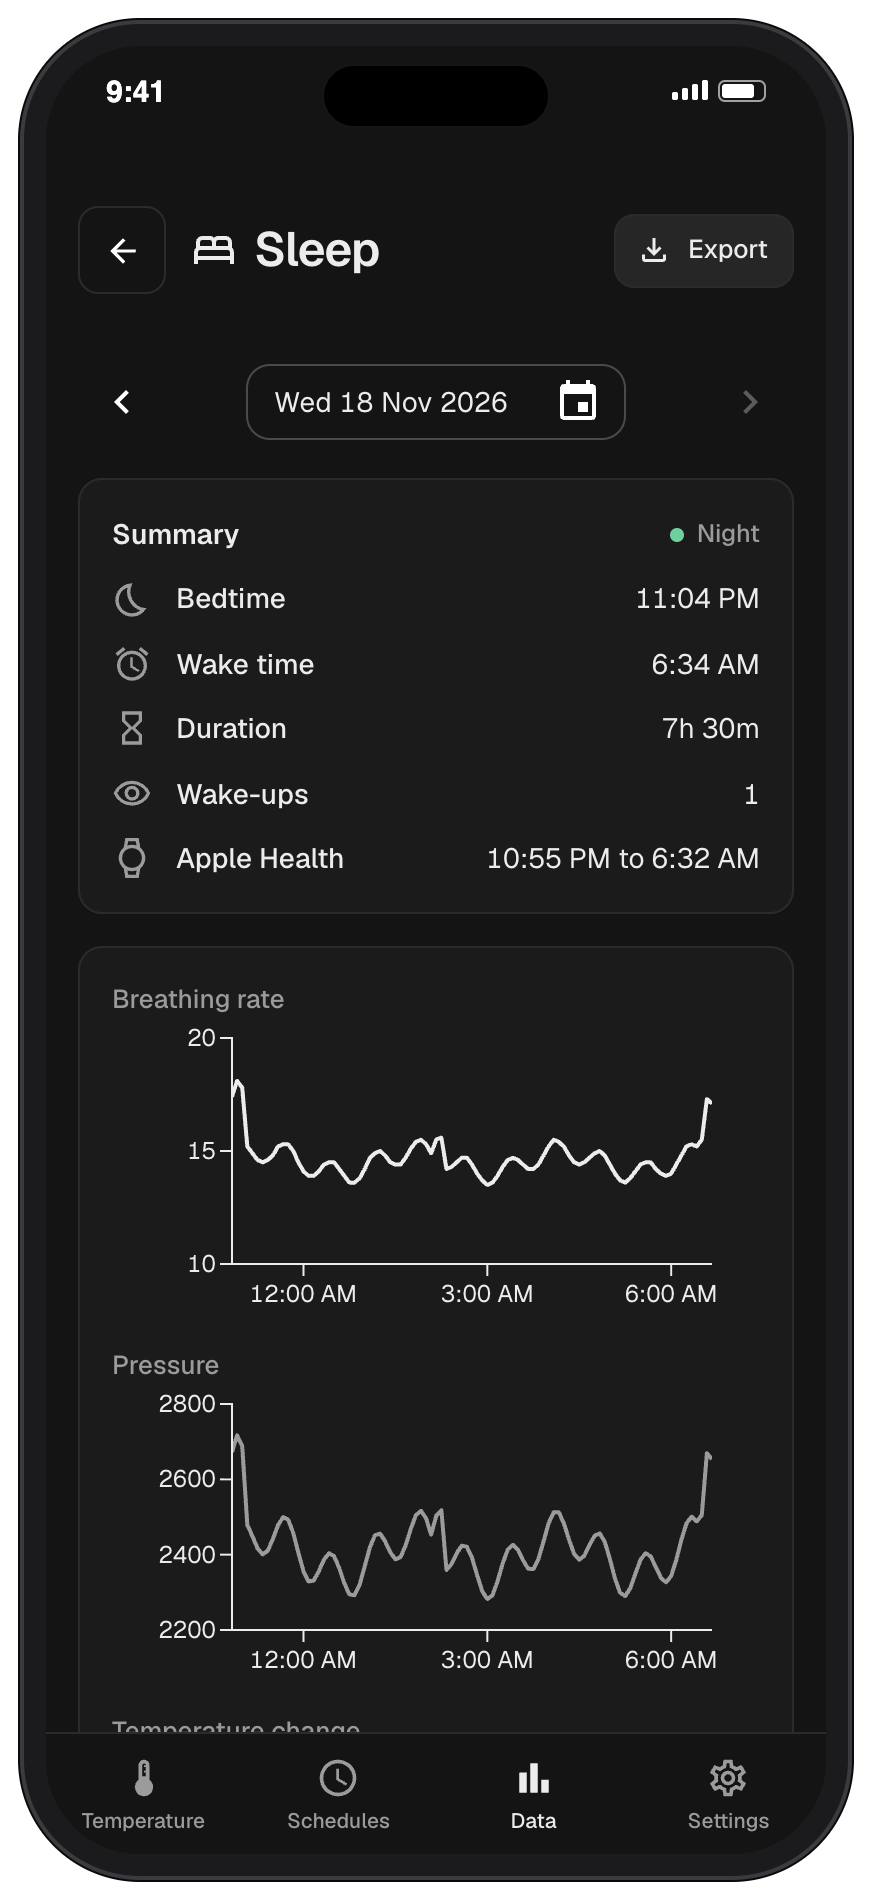 9:41
Sleep
Export
Wed 18 Nov 2026
Summary
Night
Bedtime
11:04 PM
Wake time
6:34 AM
Duration
7h 30m
Wake-ups
1
Apple Health
10:55 PM to 6:32 AM
Breathing rate
20
15
10
12:00 AM
3:00 AM
6:00 AM
Pressure
2800
2600
2400
2200
12:00 AM
3:00 AM
6:00 AM
Temperature change
Temperature
Schedules
Data
Settings